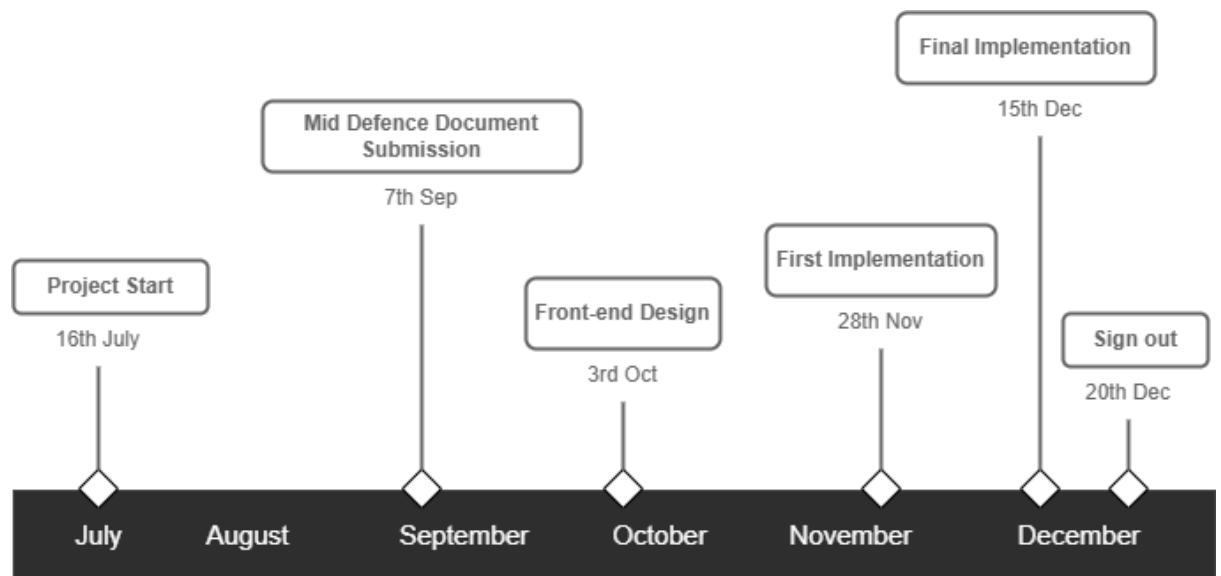 Final Implementation
15th Dec
Mid Defence Document
Submission
7th Sep
First Implementation
28th Nov
Project Start
16th July
Front-end Design
3rd Oct
Sign out
20th Dec
July August September October November December